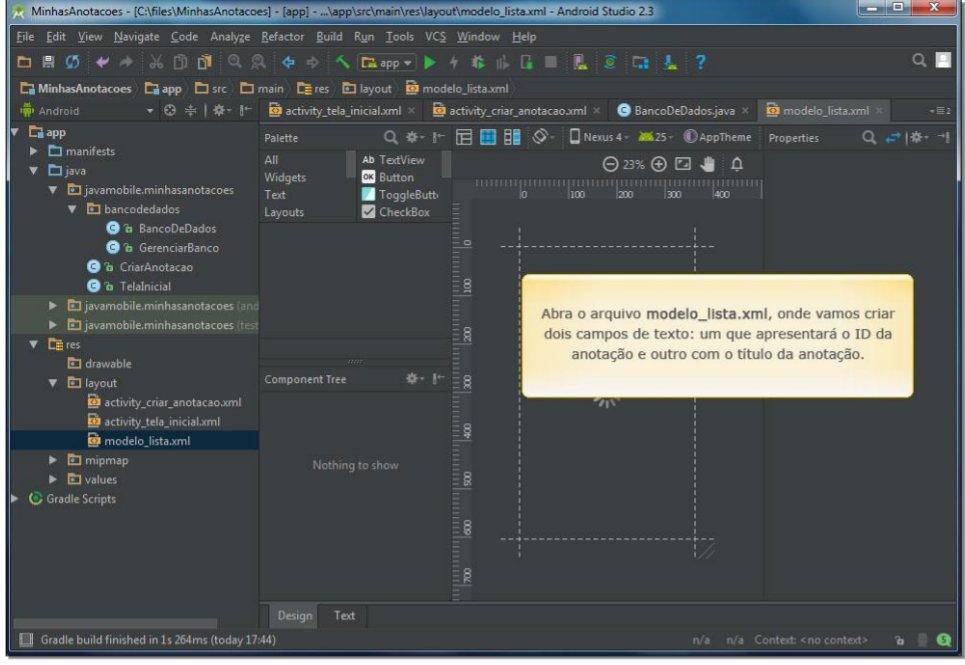 MinhasAnotacoes - [C:\files\MinhasAnotacoes] - [app] - ...\app\src\main\res\layout\modelo_lista.xml - Android Studio 2.3
File Edit View Navigate Code Analyze Refactor Build Run Tools VCS Window Help
app
MinhasAnotacoes app src main res layout modelo_lista.xml
Android activity_tela_inicial.xml activity_criar_anotacao.xml BancoDeDados.java modelo_lista.xml
app
manifests
java
javamobile.minhasanotacoes
bancodedados
BancoDeDados
GerenciarBanco
CriarAnotacao
TelaInicial
javamobile.minhasanotacoes (and
javamobile.minhasanotacoes (test
res
drawable
layout
activity_criar_anotacao.xml
activity_tela_inicial.xml
modelo_lista.xml
mipmap
values
Gradle Scripts
Palette Nexus 4 25 AppTheme Properties
All
Widgets
Text
Layouts
Ab TextView
OK Button
ToggleButt
CheckBox
23%
0 100 200 300 400
0
100
200
300
400
500
600
700
Component Tree
Nothing to show
Abra o arquivo modelo_lista.xml, onde vamos criar
dois campos de texto: um que apresentará o ID da
anotação e outro com o título da anotação.
Design Text
Gradle build finished in 1s 264ms (today 17:44) n/a n/a Context: <no context> 5